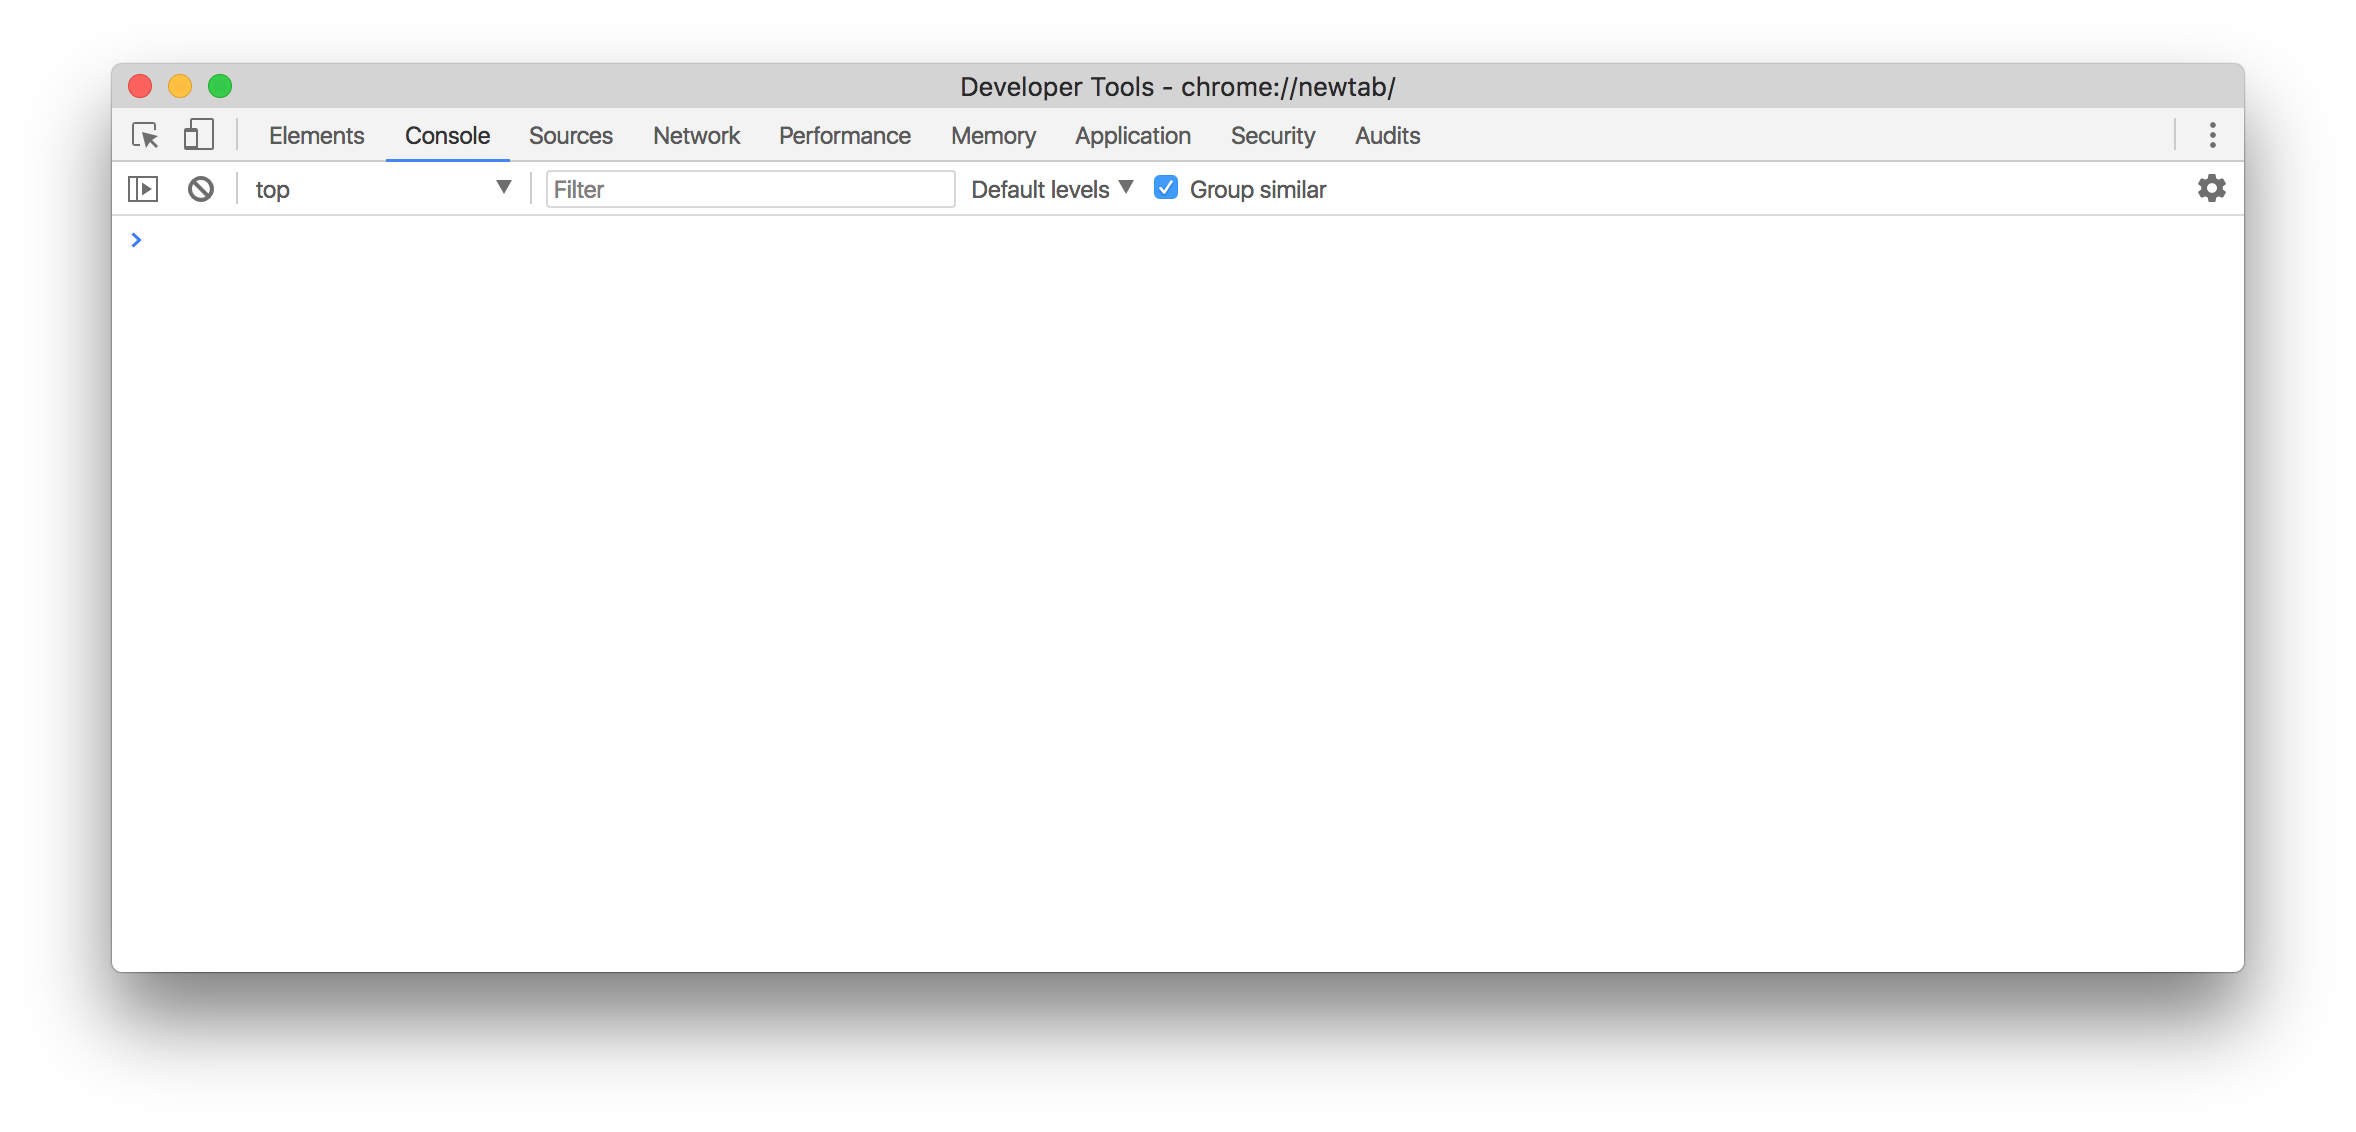 Developer Tools - chrome://newtab/
Elements Console Sources Network Performance Memory Application Security Audits
top Filter Default levels Group similar